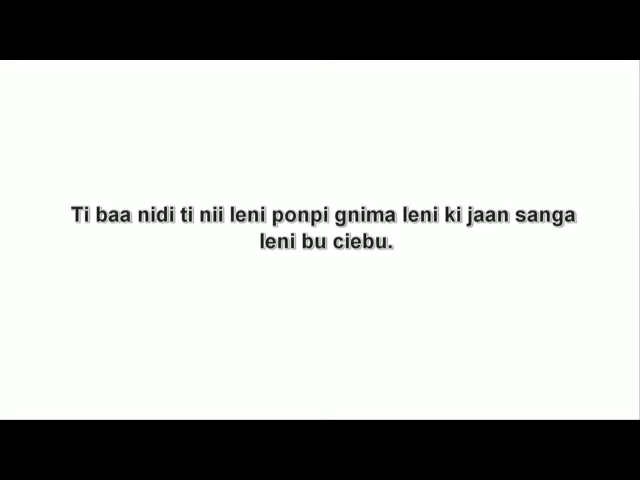 Ti baa nidi ti nii leni ponpi gnima leni ki jaan sanga
leni bu ciebu.